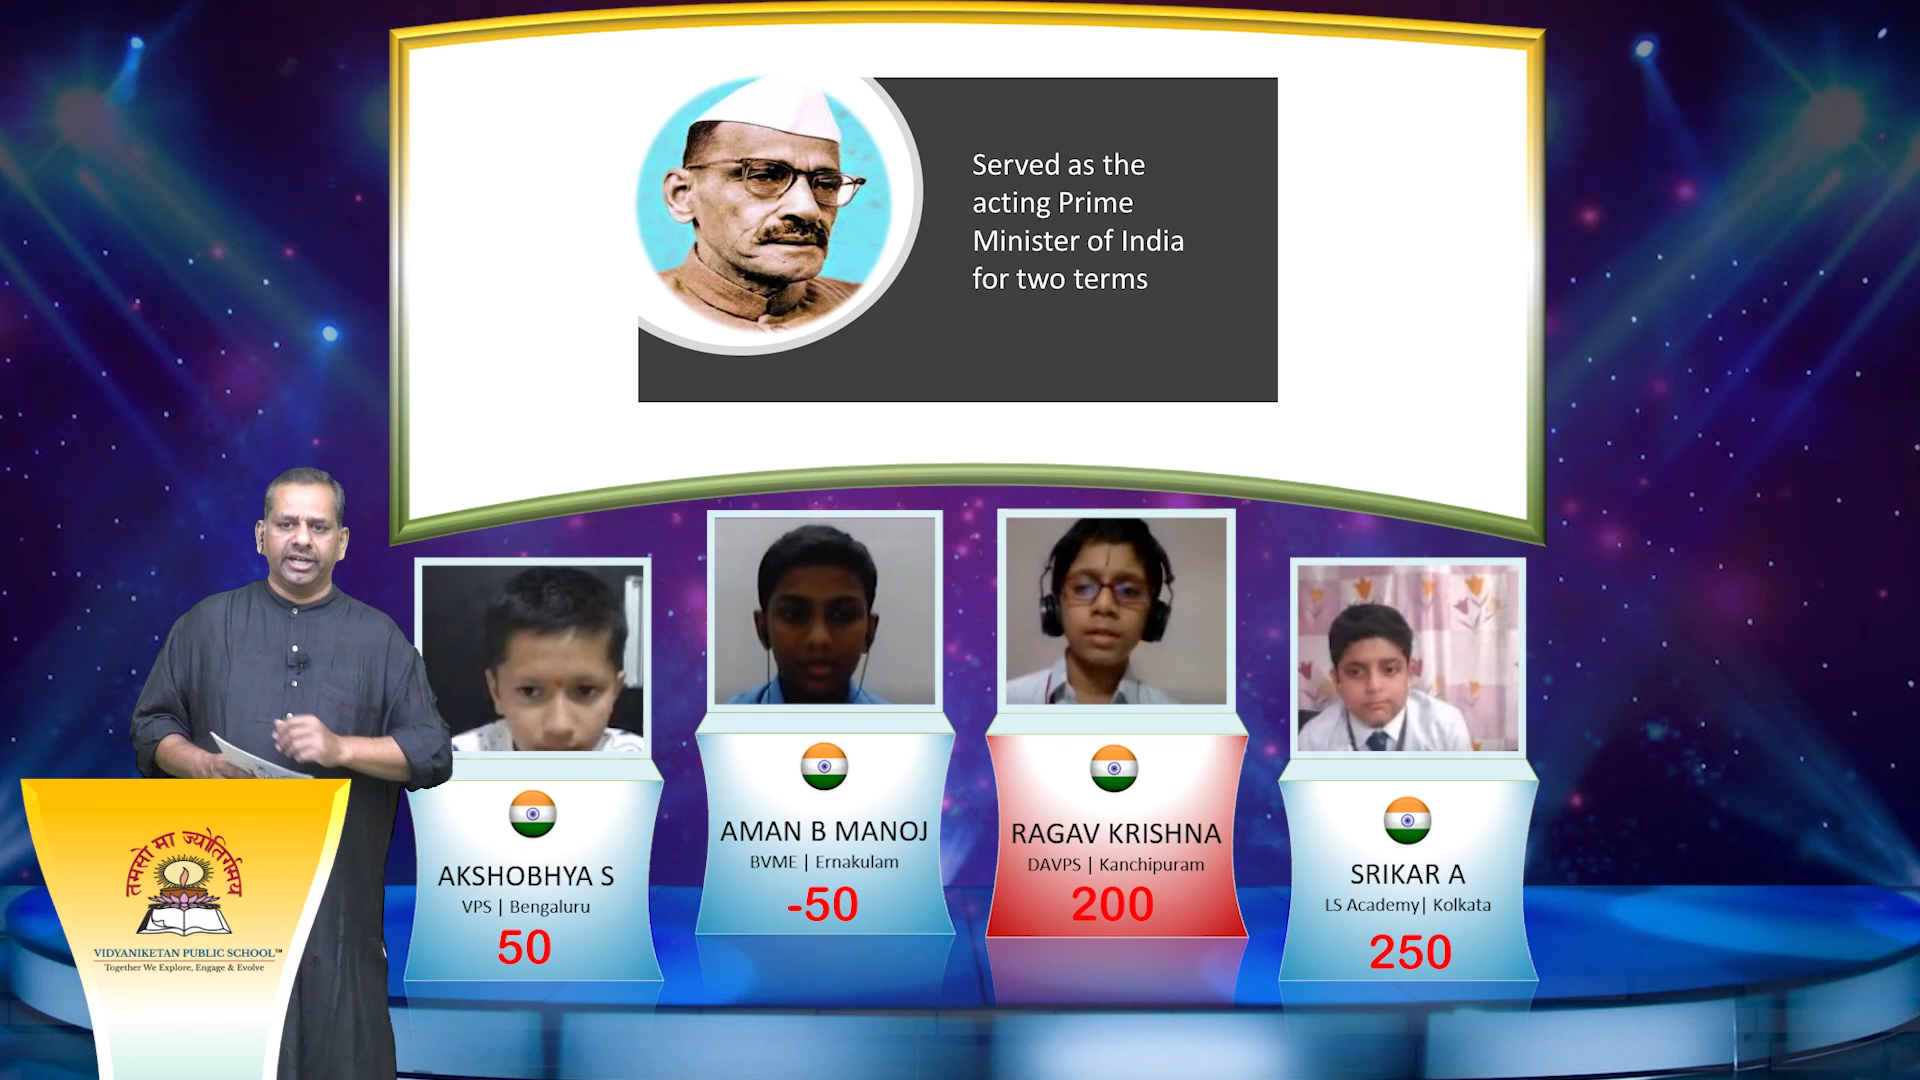 Served as the
acting Prime
Minister of India
for two terms
AKSHOBHYA S
VPS | Bengaluru
50
AMAN B MANOJ
BVME | Ernakulam
-50
RAGAV KRISHNA
DAVPS | Kanchipuram
200
SRIKAR A
LS Academy| Kolkata
250
तमसो मा ज्योतिर्गमय
VIDYANIKETAN PUBLIC SCHOOL™
Together We Explore, Engage & Evolve